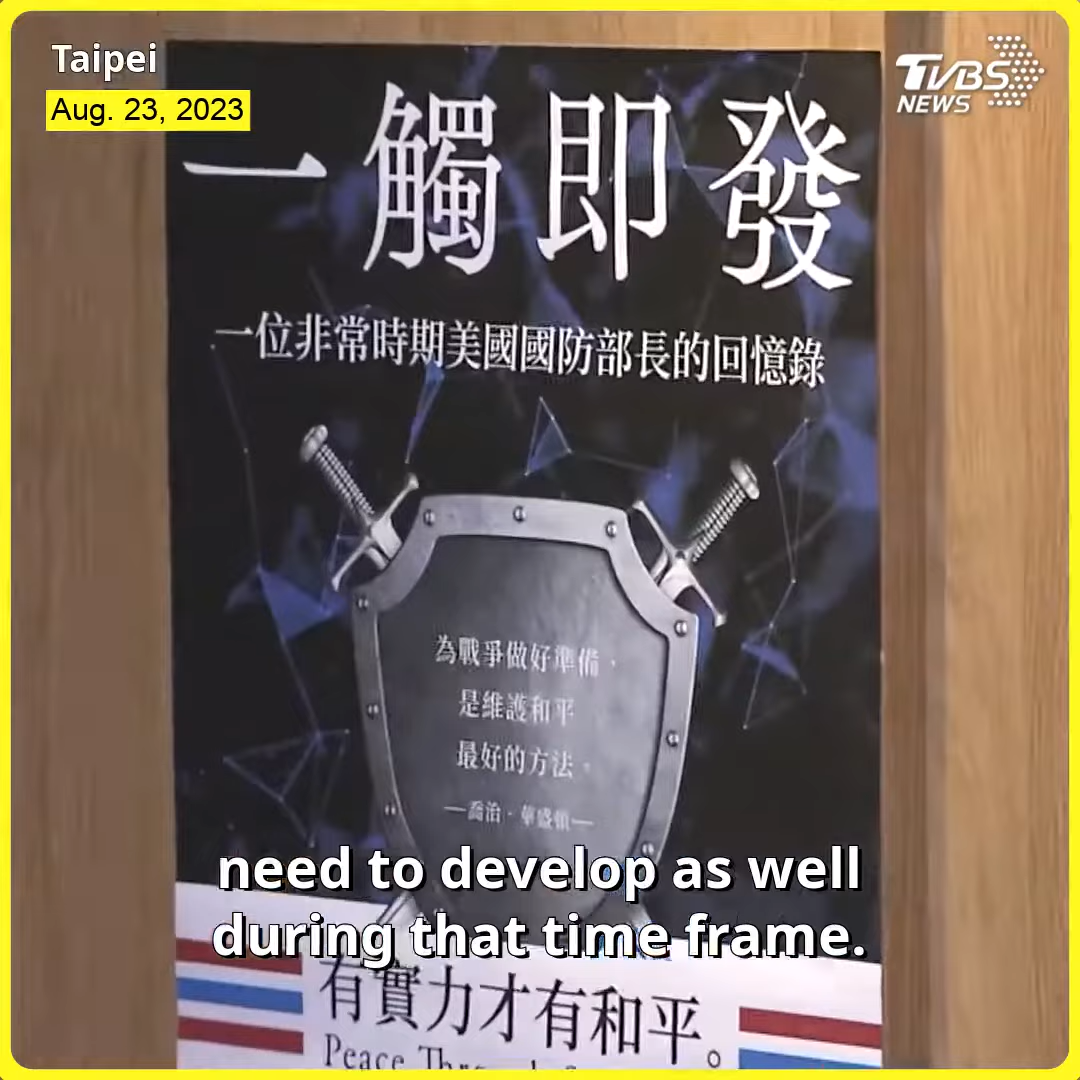 Taipei
Aug. 23, 2023
TVBS
NEWS
一觸即發
一位非常時期美國國防部長的回憶錄
為戰爭做好準備，
是維護和平
最好的方法。
—喬治·華盛頓—
need to develop as well
during that time frame.
有實力才有和平。
Peace Through